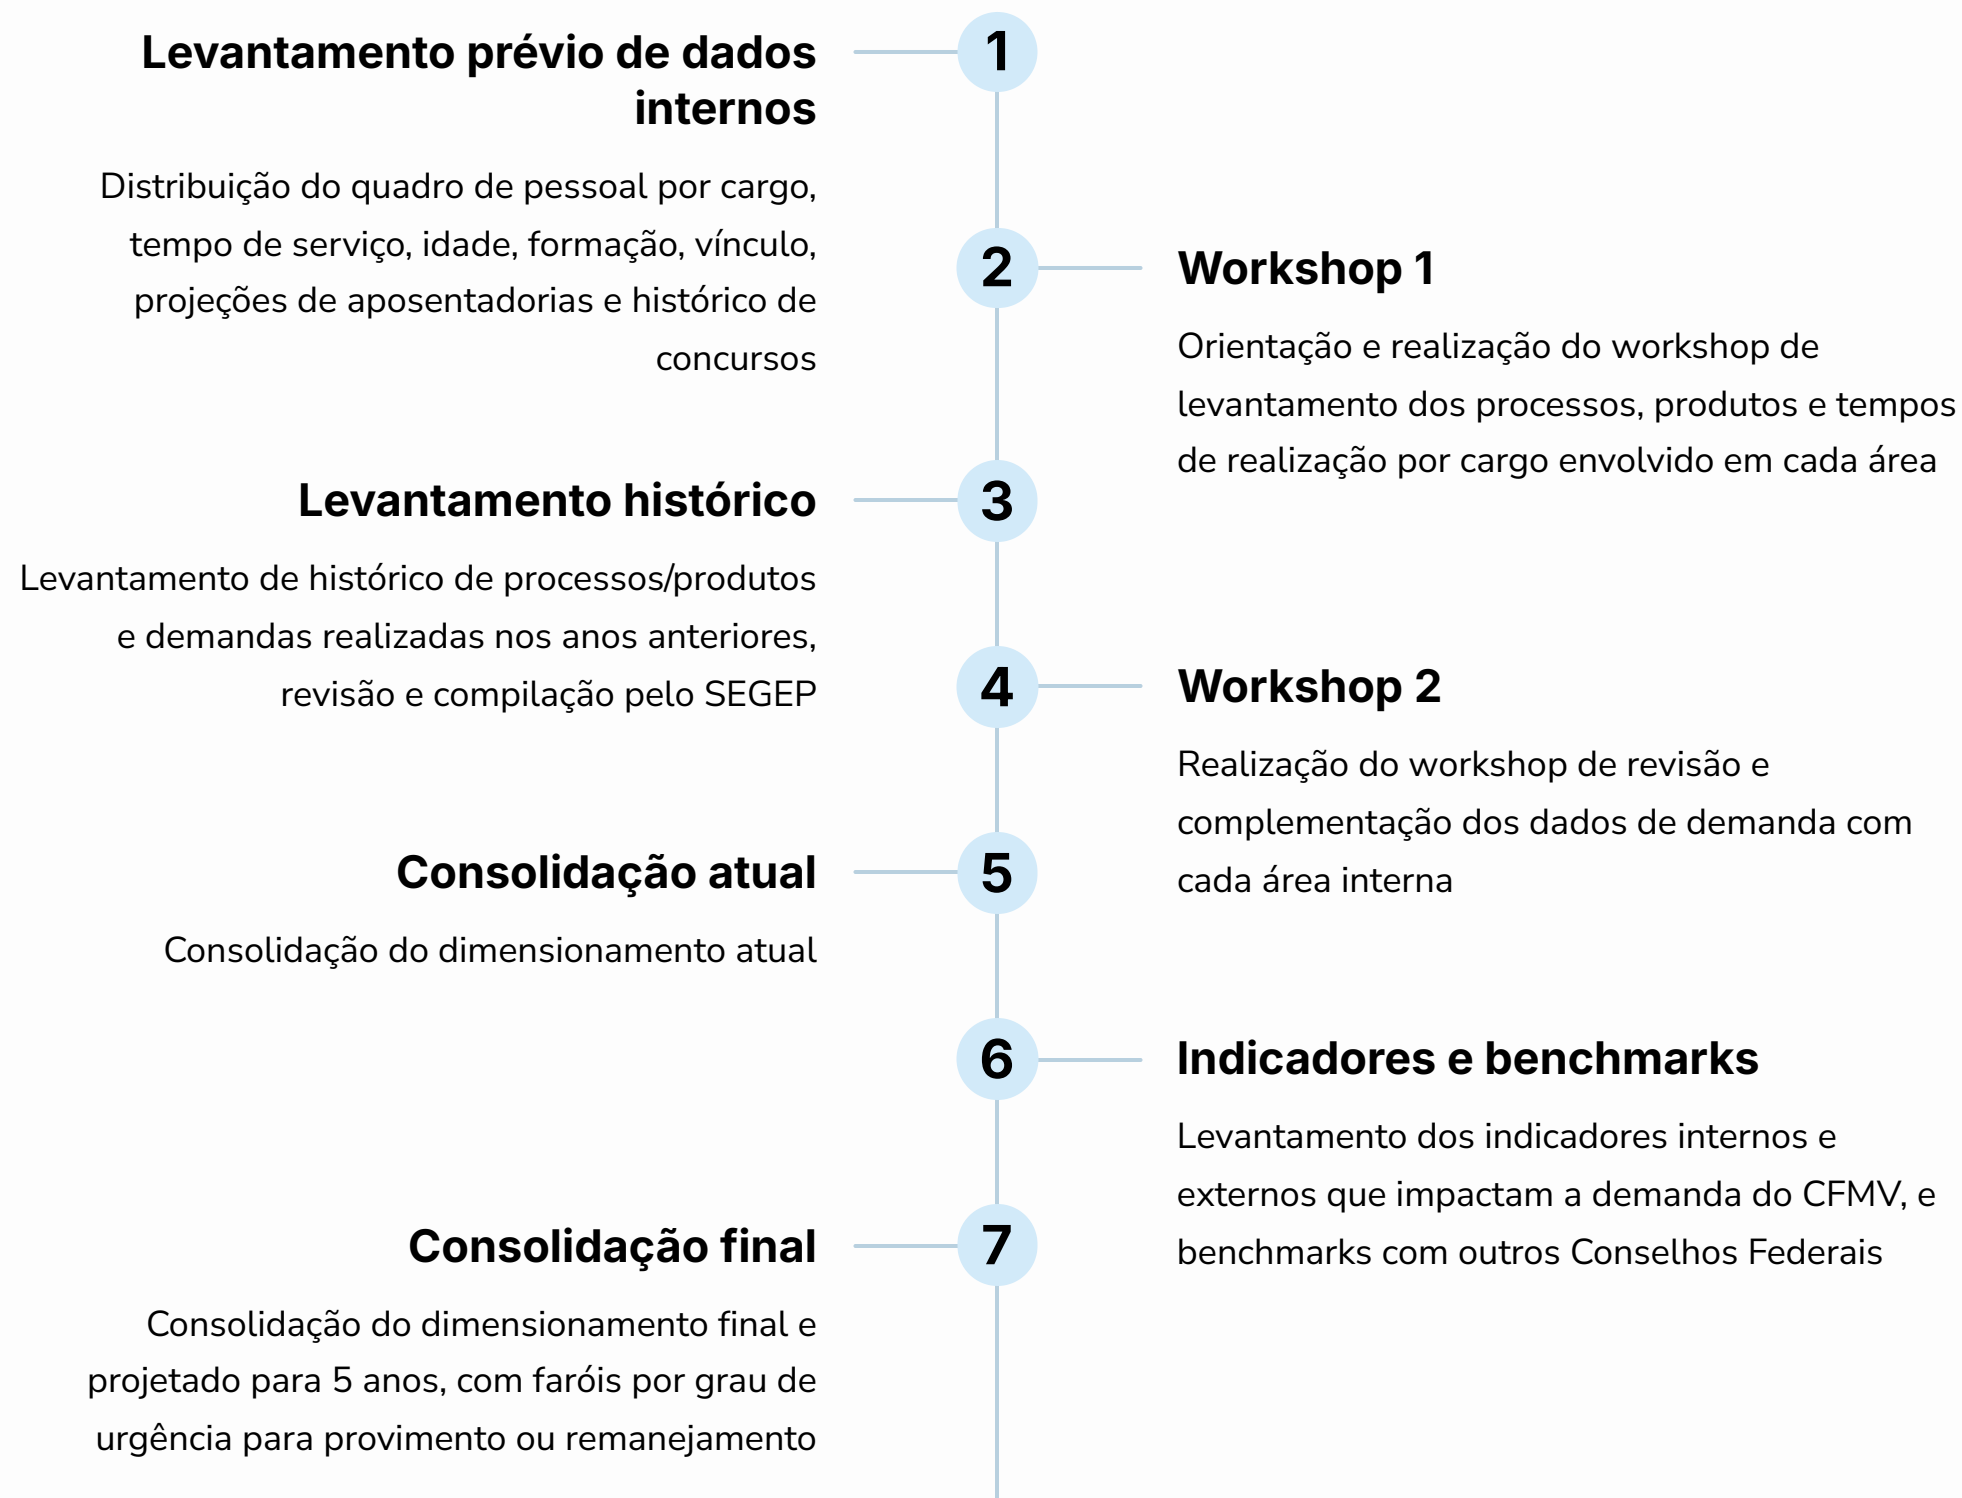 1
Levantamento prévio de dados
internos
Distribuição do quadro de pessoal por cargo,
tempo de serviço, idade, formação, vínculo,
projeções de aposentadorias e histórico de
concursos
2
Workshop 1
Orientação e realização do workshop de
levantamento dos processos, produtos e tempos
de realização por cargo envolvido em cada área
3
Levantamento histórico
Levantamento de histórico de processos/produtos
e demandas realizadas nos anos anteriores,
revisão e compilação pelo SEGEP
4
Workshop 2
Realização do workshop de revisão e
complementação dos dados de demanda com
cada área interna
5
Consolidação atual
Consolidação do dimensionamento atual
6
Indicadores e benchmarks
Levantamento dos indicadores internos e
externos que impactam a demanda do CFMV, e
benchmarks com outros Conselhos Federais
7
Consolidação final
Consolidação do dimensionamento final e
projetado para 5 anos, com faróis por grau de
urgência para provimento ou remanejamento